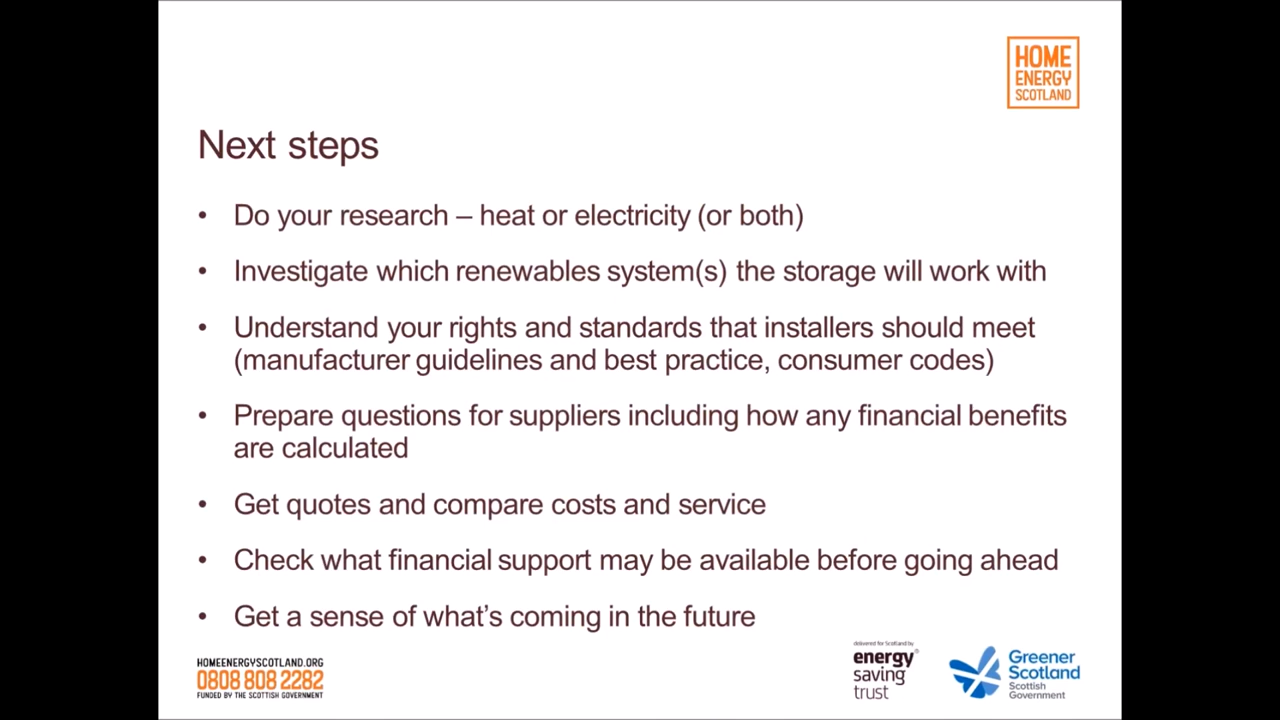 HOME
ENERGY
SCOTLAND
Next steps
• Do your research – heat or electricity (or both)
• Investigate which renewables system(s) the storage will work with
• Understand your rights and standards that installers should meet
(manufacturer guidelines and best practice, consumer codes)
• Prepare questions for suppliers including how any financial benefits
are calculated
• Get quotes and compare costs and service
• Check what financial support may be available before going ahead
• Get a sense of what’s coming in the future
HOMEENERGYSCOTLAND.ORG
0808 808 2282
FUNDED BY THE SCOTTISH GOVERNMENT
delivered for Scotland by
energy®
saving
trust
Greener
Scotland
Scottish
Government